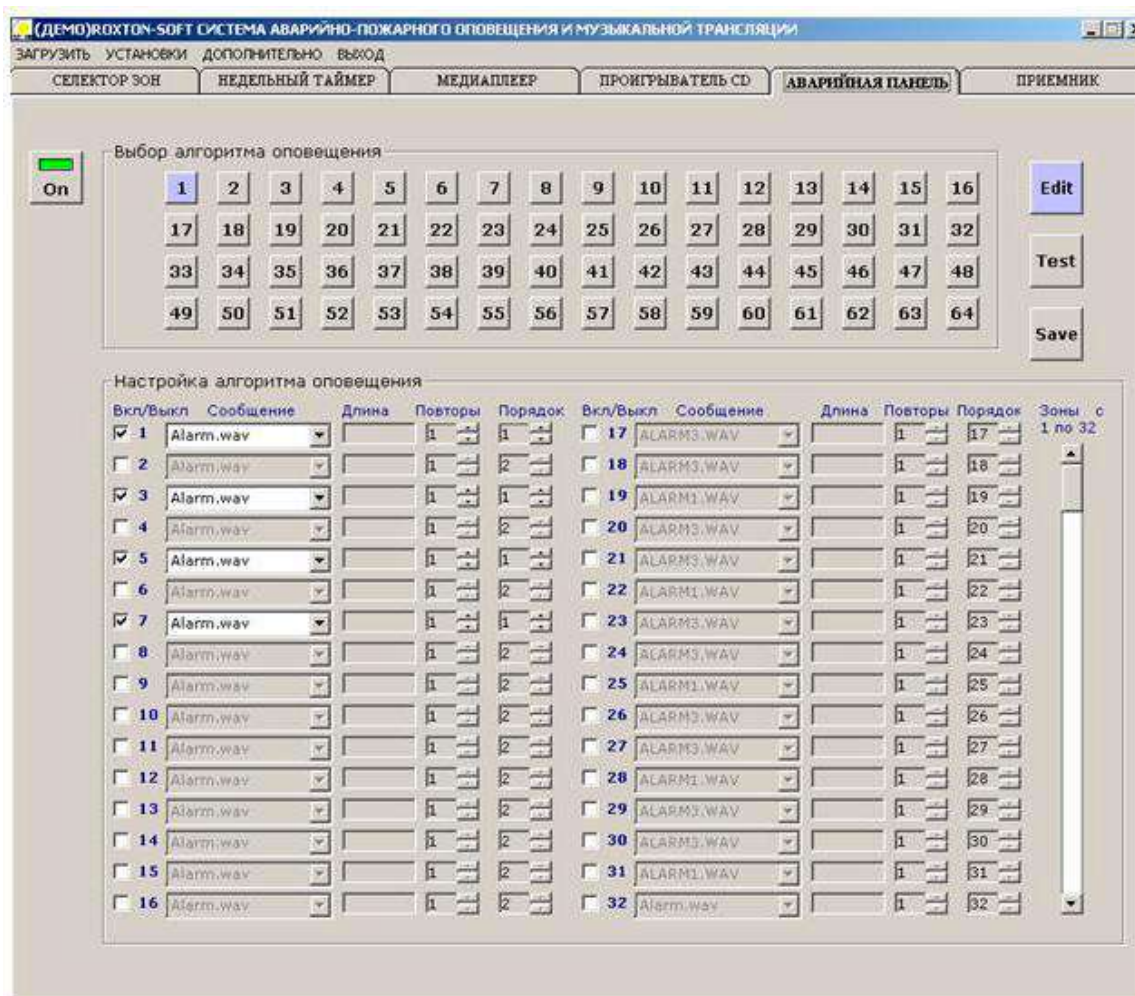 (ДЕМО)ROXTON-SOFT СИСТЕМА АВАРИЙНО-ПОЖАРНОГО ОПОВЕЩЕНИЯ И МУЗЫКАЛЬНОЙ ТРАНСЛЯЦИИ
ЗАГРУЗИТЬ УСТАНОВКИ ДОПОЛНИТЕЛЬНО ВЫХОД
СЕЛЕКТОР ЗОН НЕДЕЛЬНЫЙ ТАЙМЕР МЕДИАПЛЕЕР ПРОИГРЫВАТЕЛЬ CD АВАРИЙНАЯ ПАНЕЛЬ ПРИЕМНИК
Выбор алгоритма оповещения
On 1 2 3 4 5 6 7 8 9 10 11 12 13 14 15 16 Edit
17 18 19 20 21 22 23 24 25 26 27 28 29 30 31 32
33 34 35 36 37 38 39 40 41 42 43 44 45 46 47 48 Test
49 50 51 52 53 54 55 56 57 58 59 60 61 62 63 64
Save
Настройка алгоритма оповещения
Вкл/Выкл Сообщение Длина Повторы Порядок Вкл/Выкл Сообщение Длина Повторы Порядок Зоны с
1 Alarm.wav 1 1 17 ALARM3.WAV 1 17 1 по 32
2 Alarm.wav 1 2 18 ALARM3.WAV 1 18
3 Alarm.wav 1 1 19 ALARM1.WAV 1 19
4 Alarm.wav 1 2 20 ALARM3.WAV 1 20
5 Alarm.wav 1 1 21 ALARM3.WAV 1 21
6 Alarm.wav 1 2 22 ALARM1.WAV 1 22
7 Alarm.wav 1 1 23 ALARM3.WAV 1 23
8 Alarm.wav 1 2 24 ALARM3.WAV 1 24
9 Alarm.wav 1 2 25 ALARM1.WAV 1 25
10 Alarm.wav 1 2 26 ALARM3.WAV 1 26
11 Alarm.wav 1 2 27 ALARM3.WAV 1 27
12 Alarm.wav 1 2 28 ALARM1.WAV 1 28
13 Alarm.wav 1 2 29 ALARM3.WAV 1 29
14 Alarm.wav 1 2 30 ALARM3.WAV 1 30
15 Alarm.wav 1 2 31 ALARM1.WAV 1 31
16 Alarm.wav 1 2 32 Alarm.wav 1 32